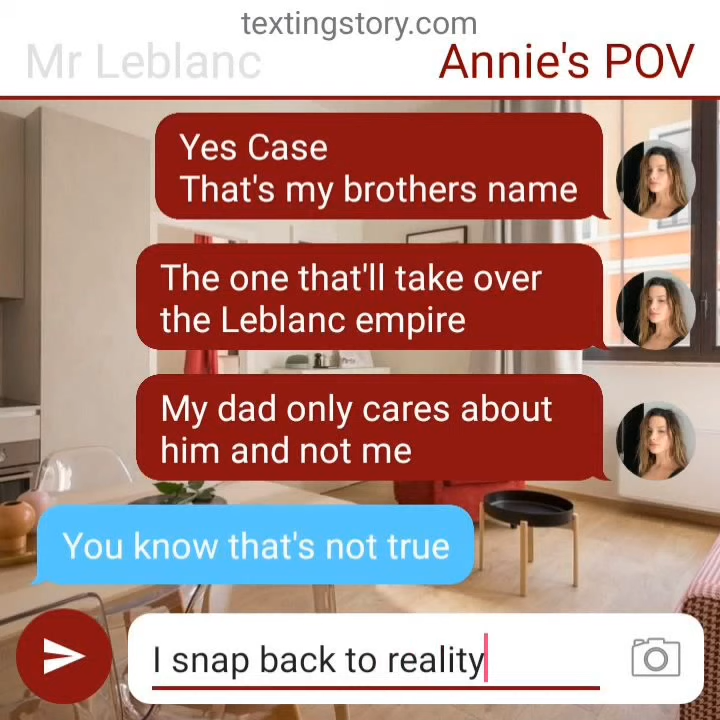 textingstory.com
Mr Leblanc
Annie's POV
Yes Case
That's my brothers name
The one that'll take over
the Leblanc empire
My dad only cares about
him and not me
You know that's not true
I snap back to reality